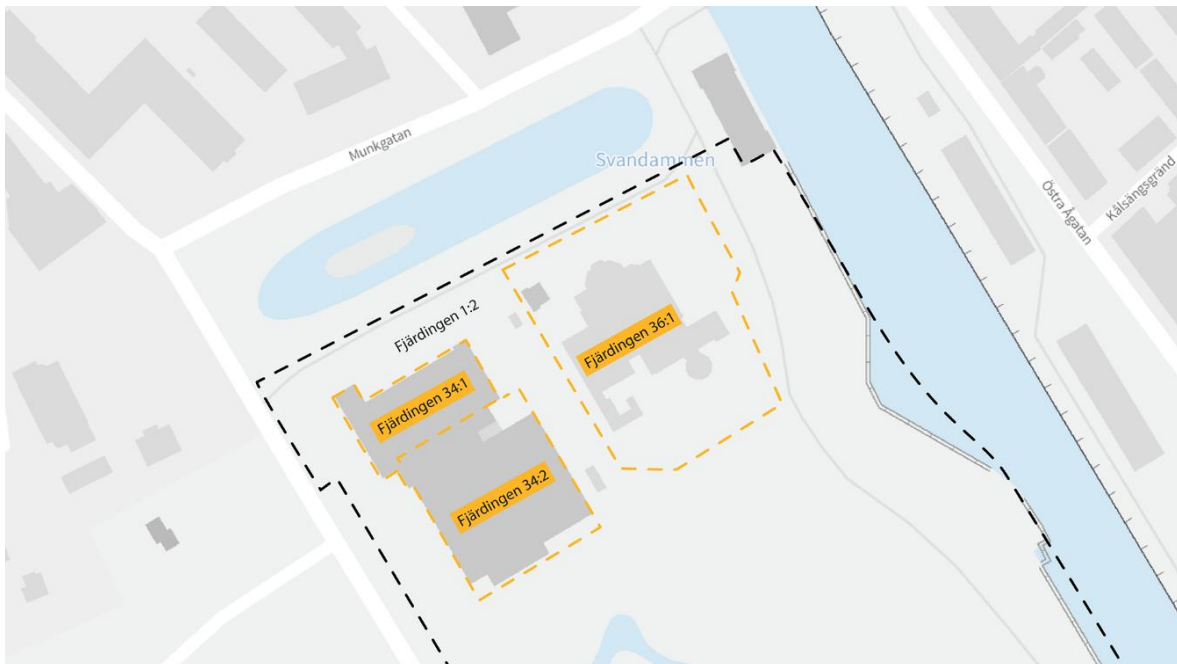 Munkgatan
Svandammen
Östra Ågatan
Kålsängsgränd
Fjärdingen 1:2
Fjärdingen 36:1
Fjärdingen 34:1
Fjärdingen 34:2